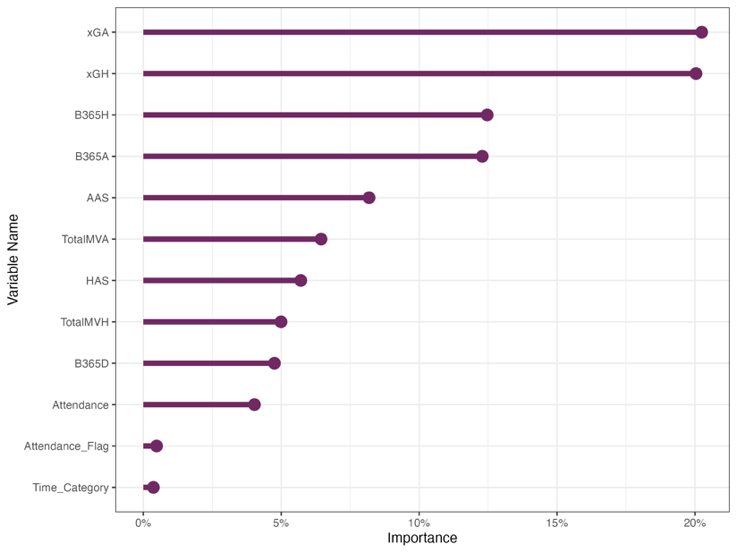 xGA
xGH
B365H
B365A
AAS
TotalMVA
HAS
TotalMVH
B365D
Attendance
Attendance_Flag
Time_Category
Variable Name
0% 5% 10% 15% 20%
Importance